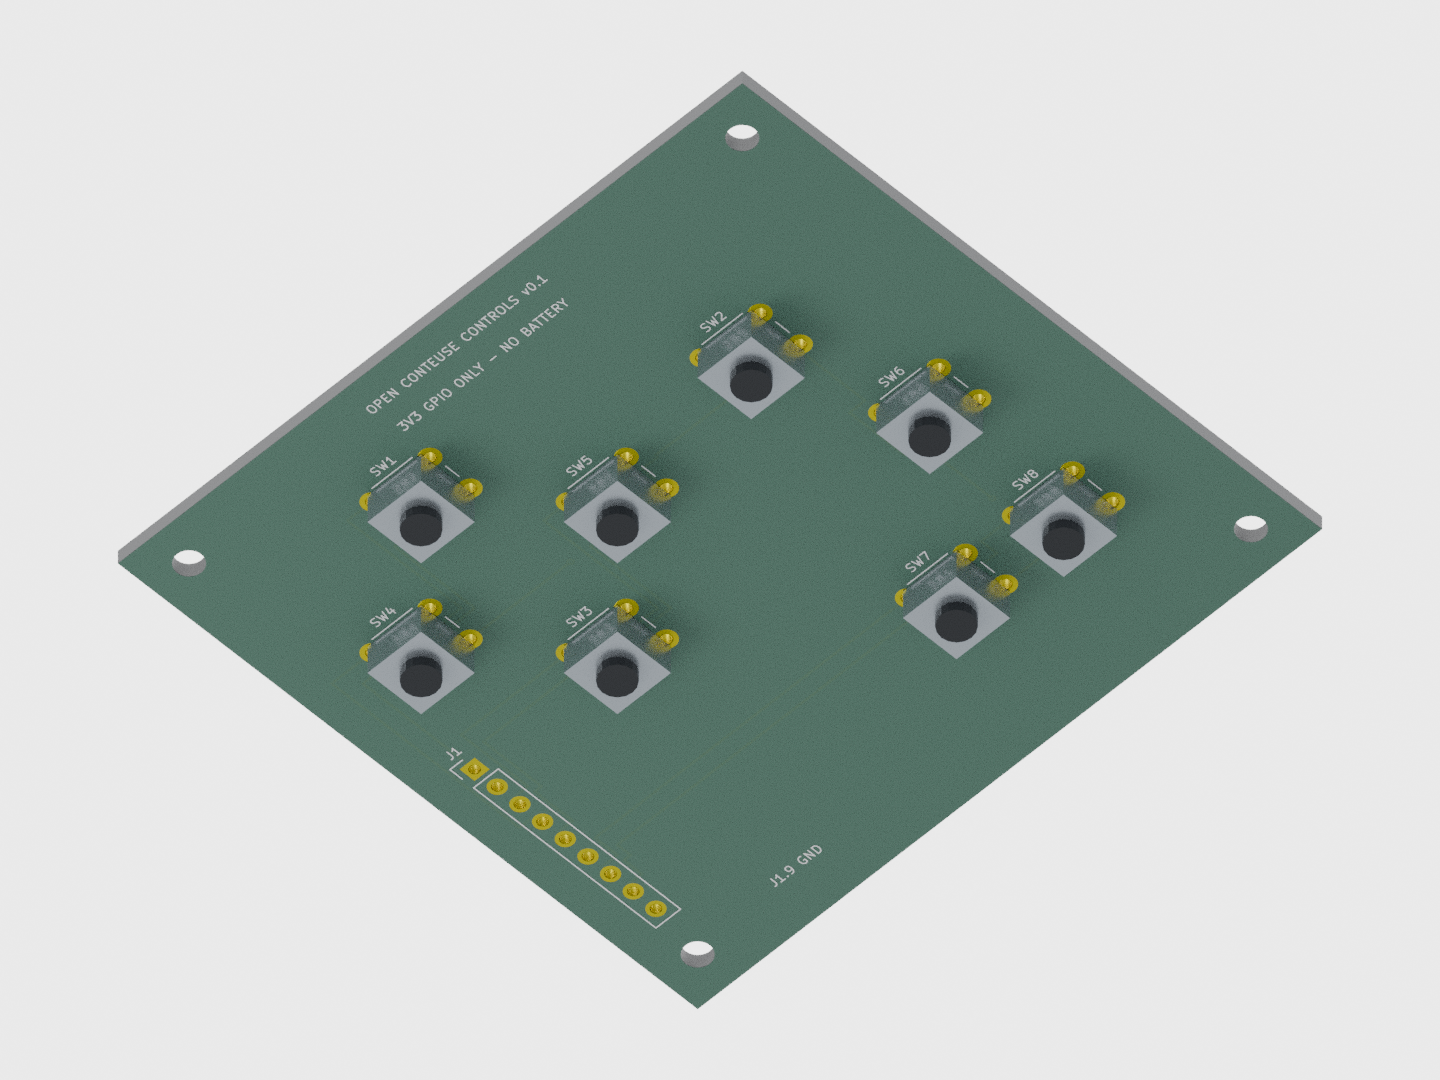 OPEN CONTEUSE CONTROLS v0.1
3V3 GPIO ONLY — NO BATTERY
SW2
SW6
SW1
SW5
SW8
SW7
SW4
SW3
J1
J1.9 GND